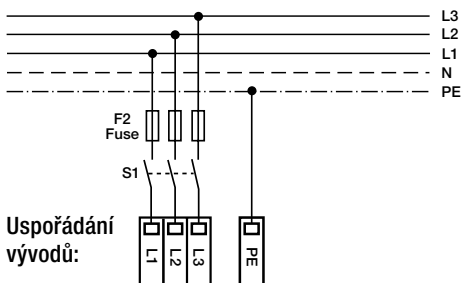 L3
L2
L1
N
PE
F2
Fuse
S1
Uspořádání
vývodů:
L1
L2
L3
PE